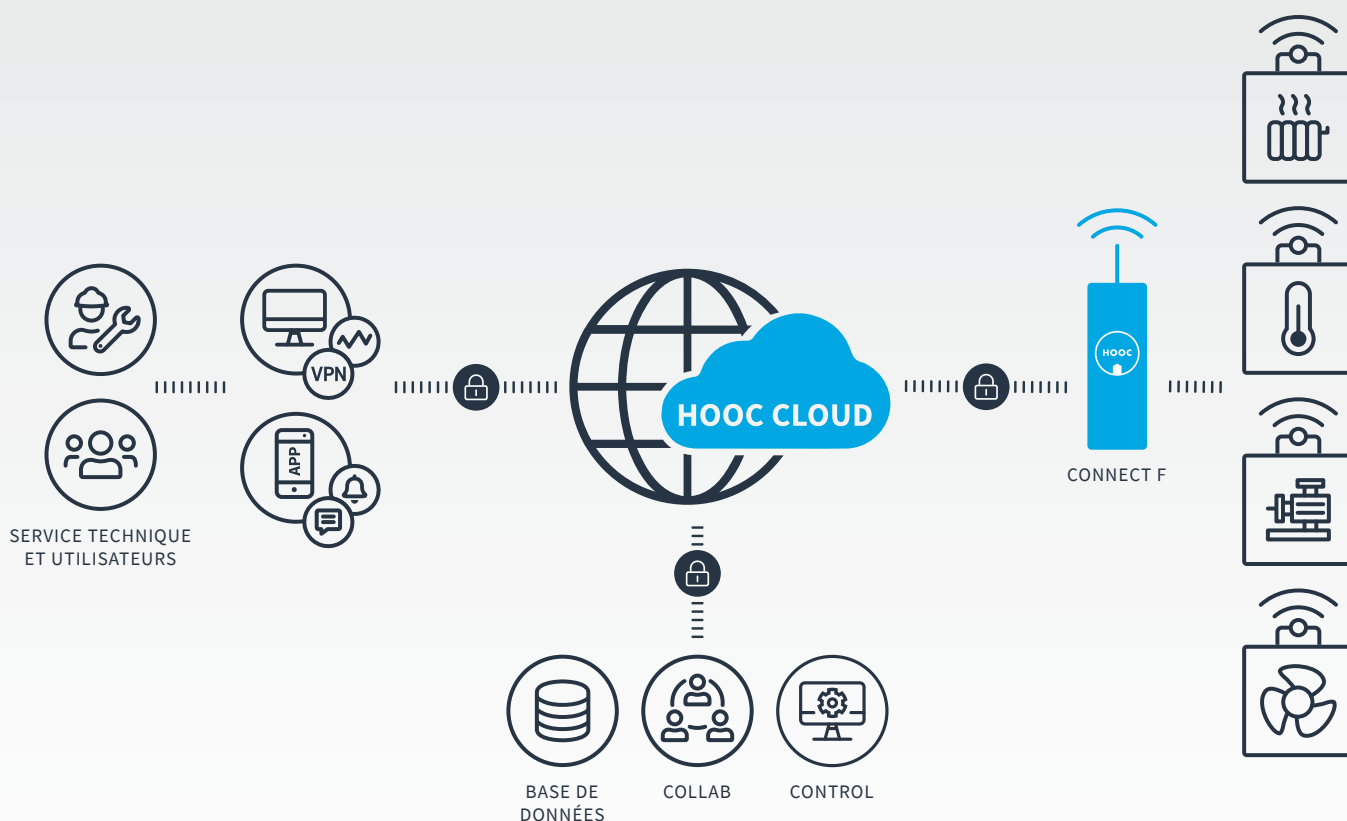 VPN
APP
SERVICE TECHNIQUE
ET UTILISATEURS
HOOC CLOUD
HOOC
CONNECT F
BASE DE
DONNÉES
COLLAB
CONTROL